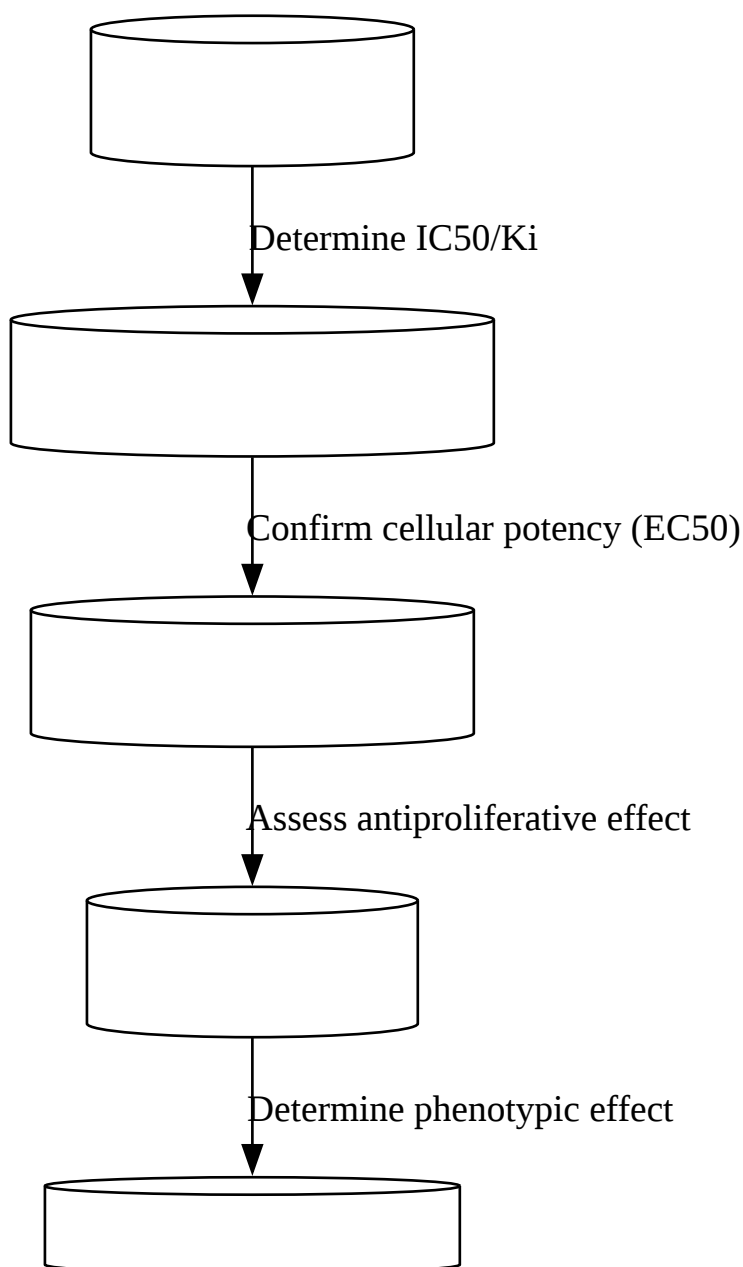 Determine IC50/Ki
Confirm cellular potency (EC50)
Assess antiproliferative effect
Determine phenotypic effect